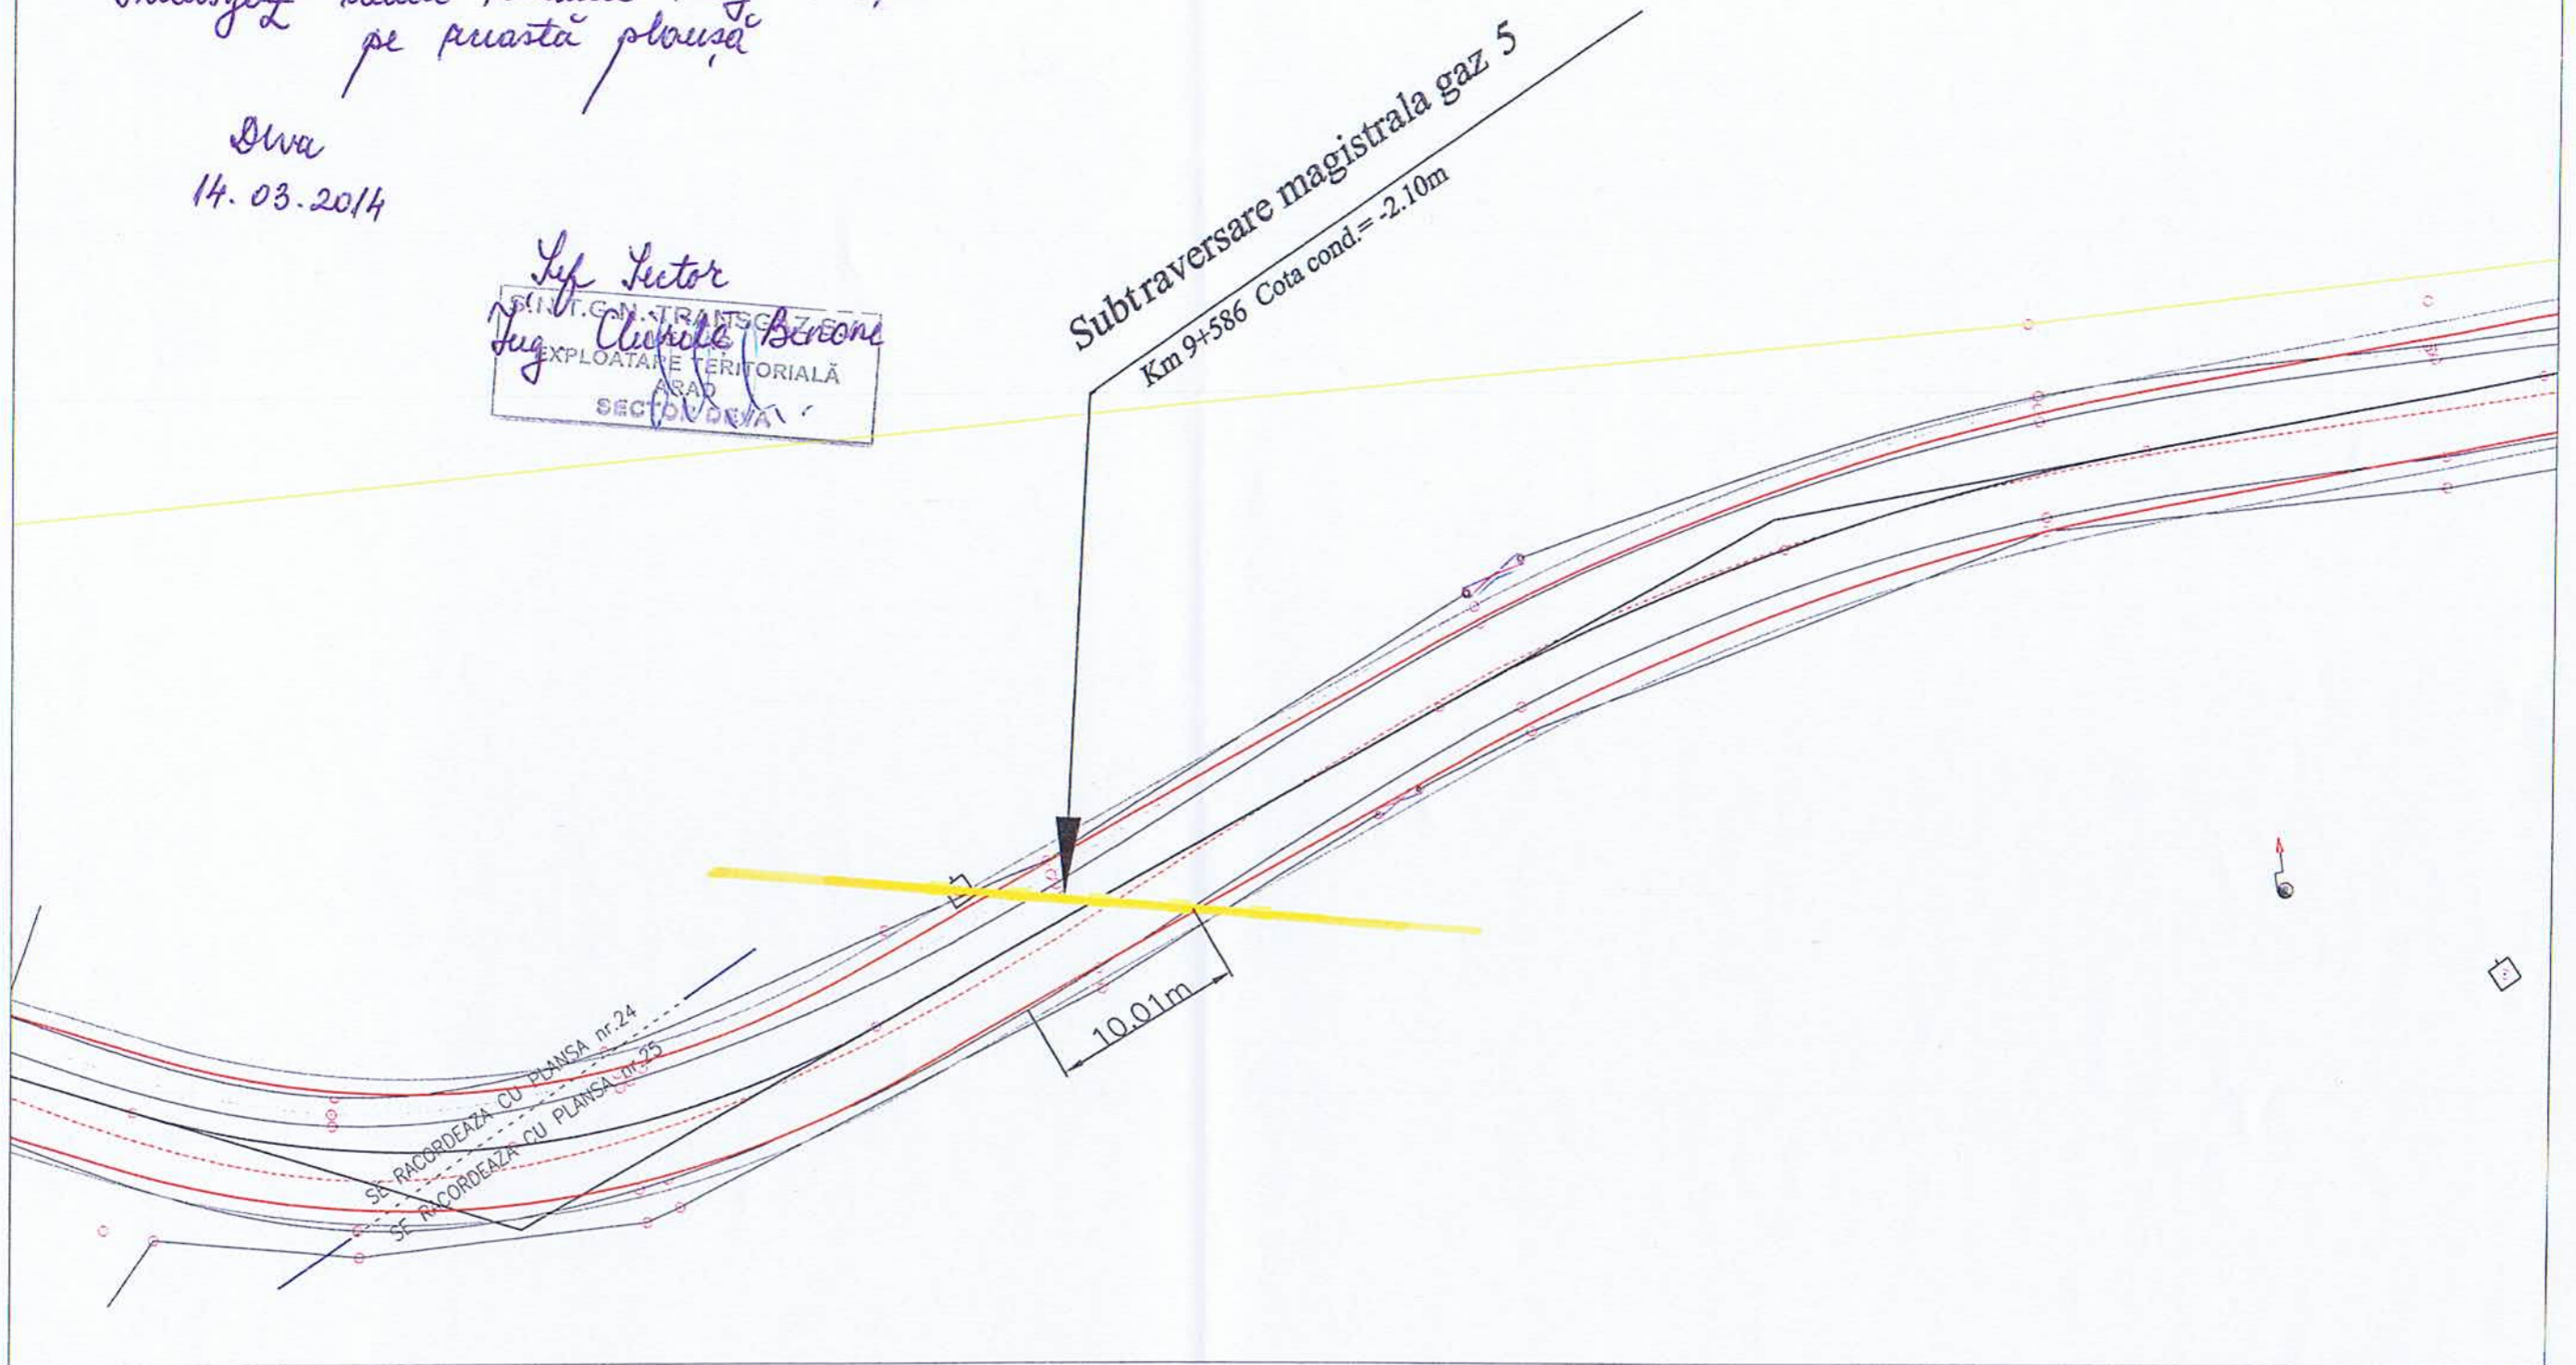 pe această planșă
Deva
14.03.2014
Șef Sector
Ing. Benone
S.N.T.G.N. TRANSGAZ S.A.
EXPLOATARE TERITORIALĂ
ARAD
SECTOR DEVA
Subtraversare magistrala gaz 5
Km 9+586 Cota cond.= -2.10m
10.01m
SE RACORDEAZA CU PLANSA nr.24
SE RACORDEAZA CU PLANSA nr.25